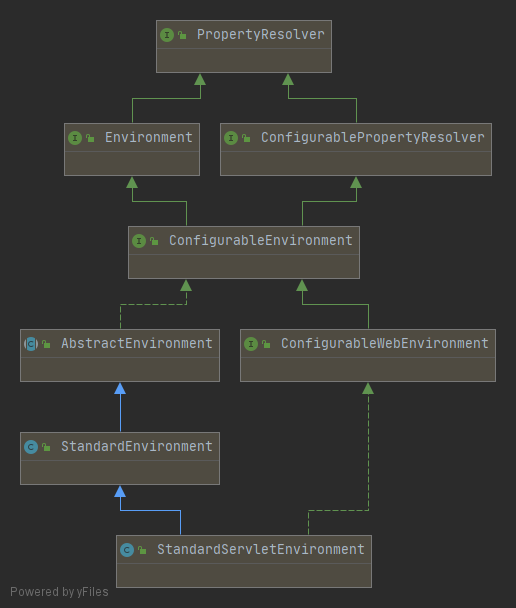 PropertyResolver
Environment
ConfigurablePropertyResolver
ConfigurableEnvironment
AbstractEnvironment
ConfigurableWebEnvironment
StandardEnvironment
StandardServletEnvironment
Powered by yFiles